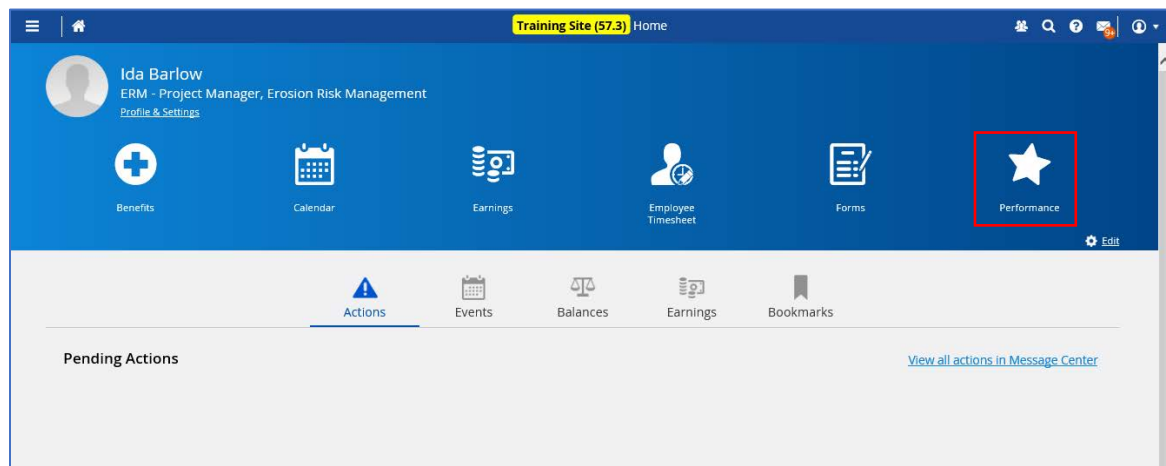 Training Site (57.3) Home
9+
Ida Barlow
ERM - Project Manager, Erosion Risk Management
Profile & Settings
Benefits
Calendar
Earnings
Employee
Timesheet
Forms
Performance
Edit
Actions
Events
Balances
Earnings
Bookmarks
Pending Actions
View all actions in Message Center